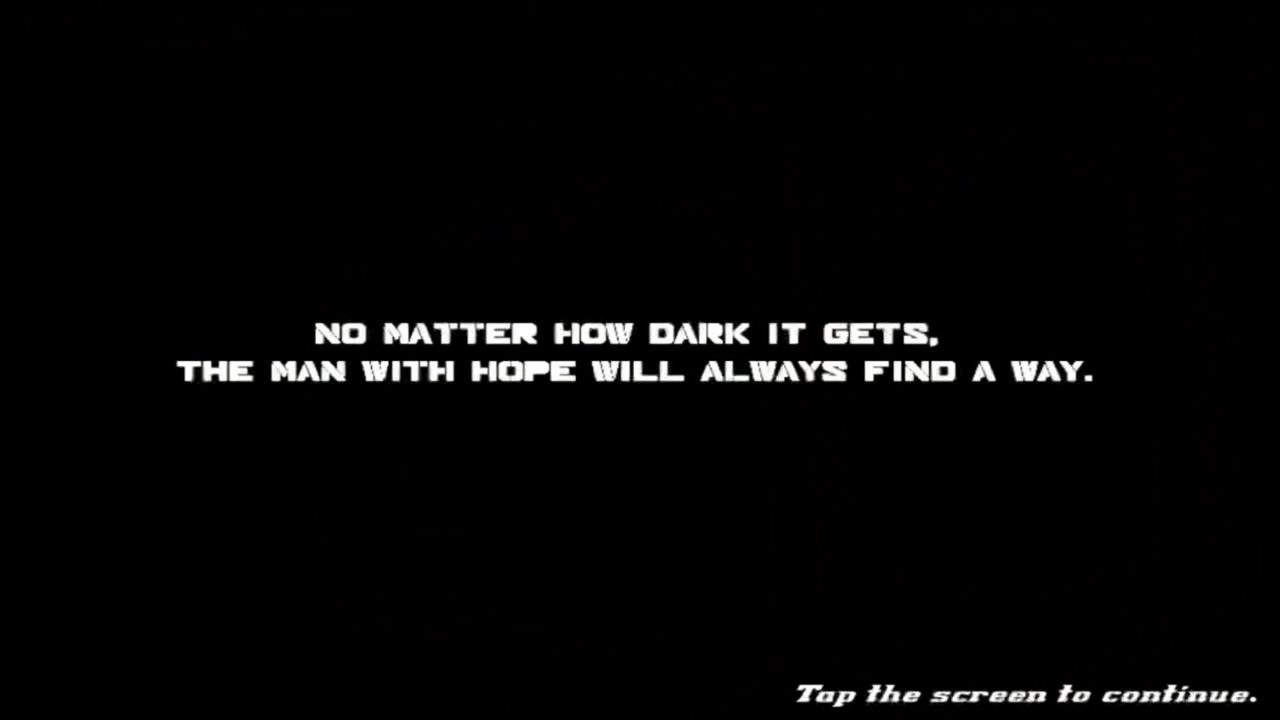 NO MATTER HOW DARK IT GETS,
THE MAN WITH HOPE WILL ALWAYS FIND A WAY.
Tap the screen to continue.